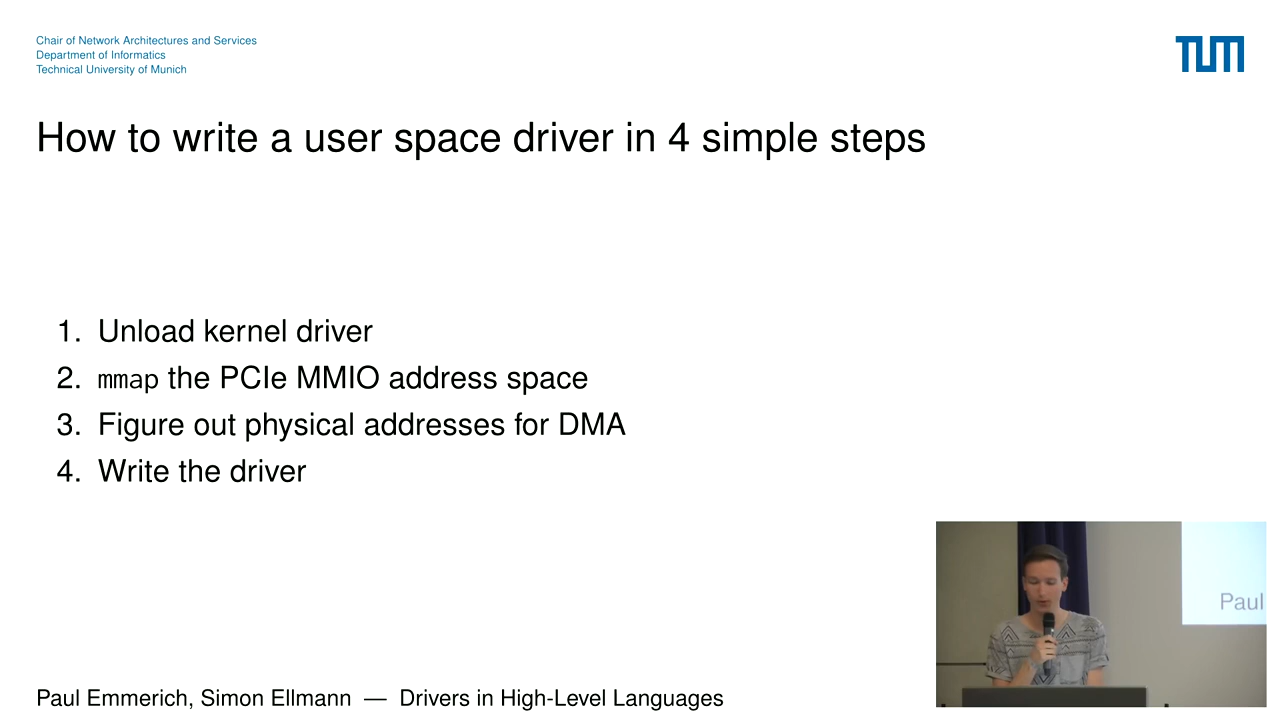 Chair of Network Architectures and Services
Department of Informatics
Technical University of Munich
TUM
How to write a user space driver in 4 simple steps
1. Unload kernel driver
2. mmap the PCIe MMIO address space
3. Figure out physical addresses for DMA
4. Write the driver
Paul
Paul Emmerich, Simon Ellmann — Drivers in High-Level Languages